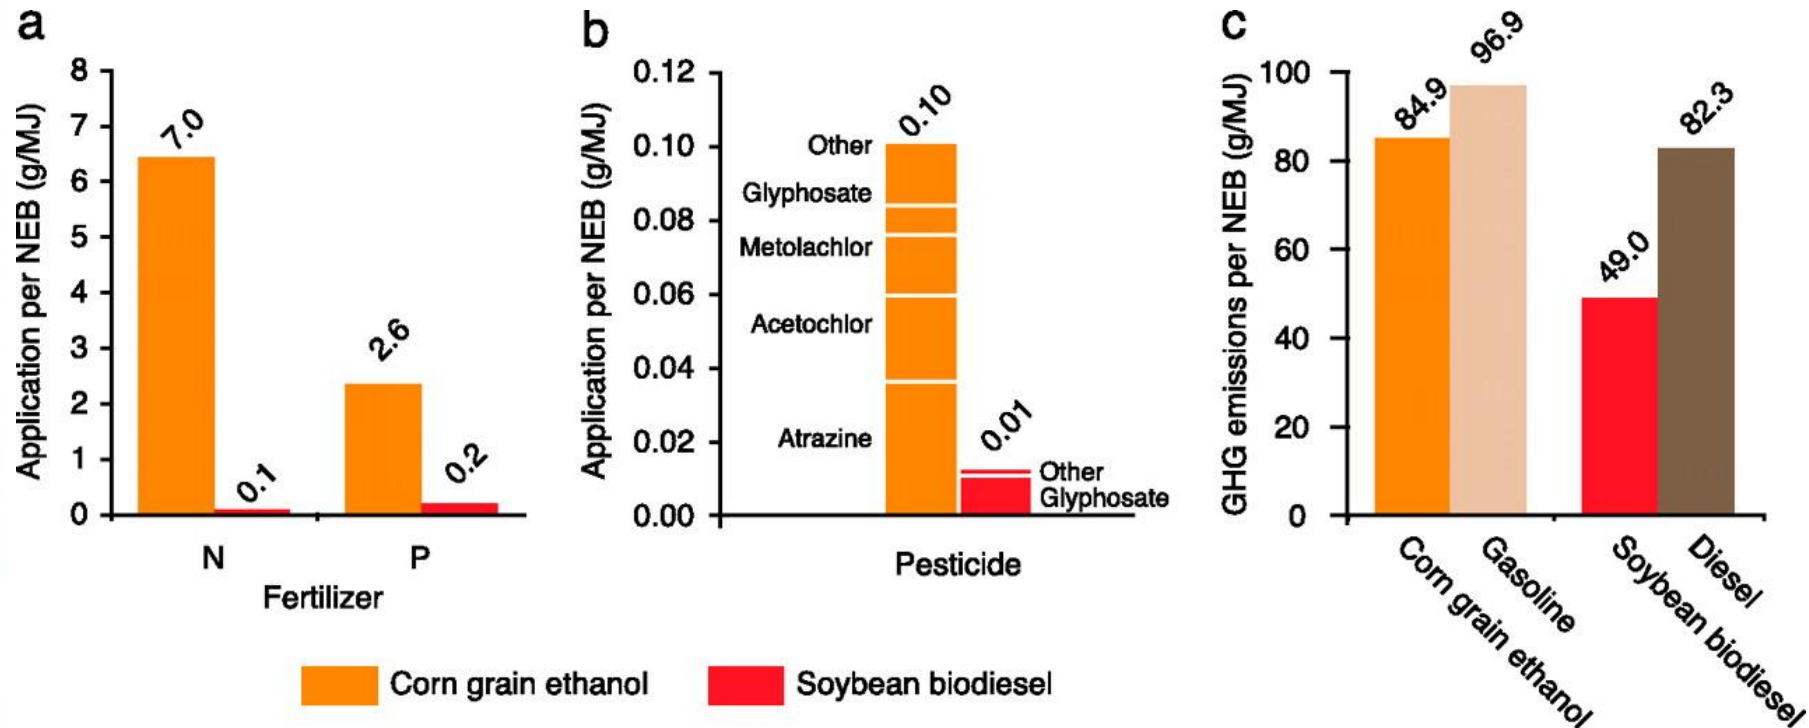 a
Application per NEB (g/MJ)
8
7
6
5
4
3
2
1
0
7.0
0.1
2.6
0.2
N
P
Fertilizer
b
Application per NEB (g/MJ)
0.12
0.10
0.08
0.06
0.04
0.02
0.00
0.10
Other
Glyphosate
Metolachlor
Acetochlor
Atrazine
0.01
Other
Glyphosate
Pesticide
c
GHG emissions per NEB (g/MJ)
100
80
60
40
20
0
84.9
96.9
49.0
82.3
Corn grain ethanol
Gasoline
Soybean biodiesel
Diesel
Corn grain ethanol
Soybean biodiesel